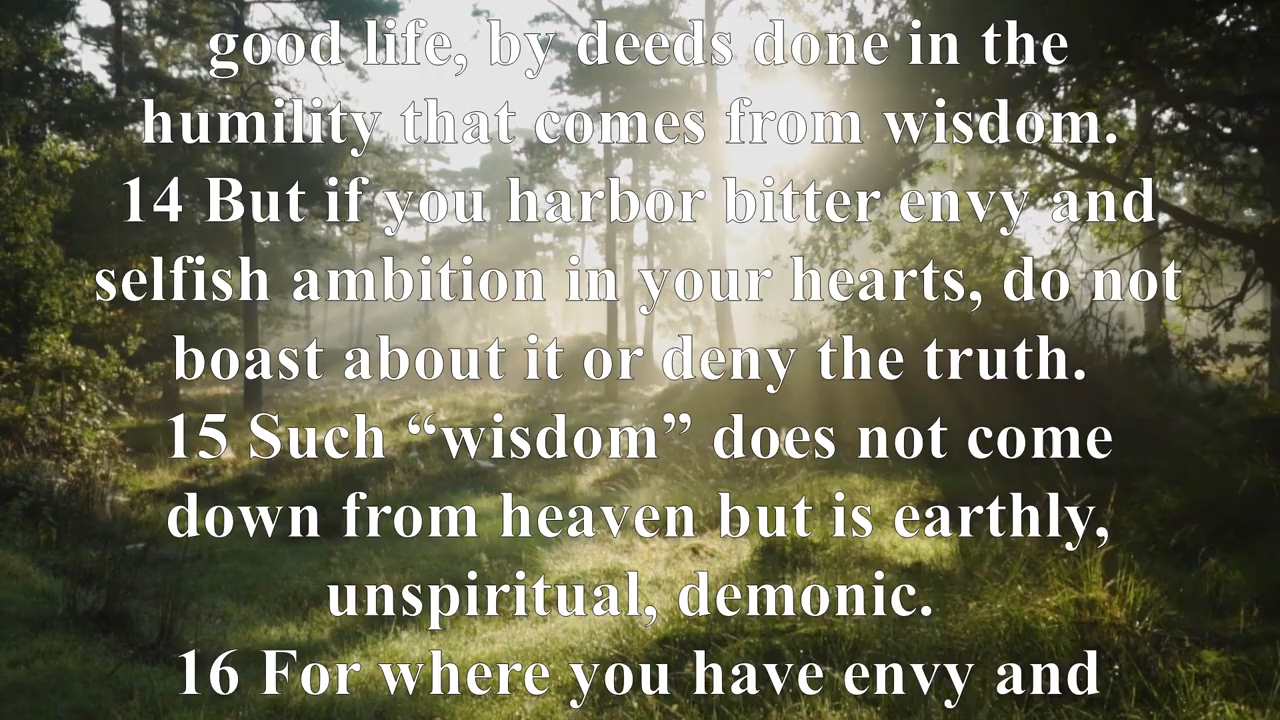 good life, by deeds done in the
humility that comes from wisdom.
14 But if you harbor bitter envy and
selfish ambition in your hearts, do not
boast about it or deny the truth.
15 Such “wisdom” does not come
down from heaven but is earthly,
unspiritual, demonic.
16 For where you have envy and